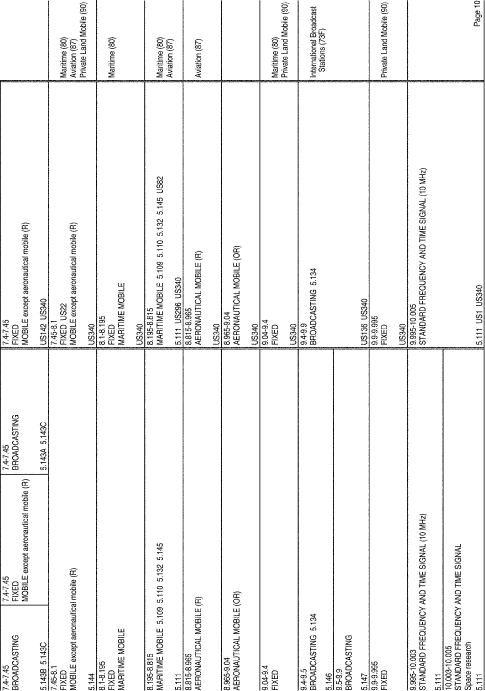 7.4-7.45
BROADCASTING
5.143B 5.143C
7.4-7.45
FIXED
MOBILE except aeronautical mobile (R)
7.4-7.45
BROADCASTING
5.143A 5.143C
7.4-7.45
FIXED
MOBILE except aeronautical mobile (R)
US142 US340
7.45-8.1
FIXED
MOBILE except aeronautical mobile (R)
5.144
7.45-8.1
FIXED US22
MOBILE except aeronautical mobile (R)
US340
Maritime (80)
Aviation (87)
Private Land Mobile (90)
8.1-8.195
FIXED
MARITIME MOBILE
8.1-8.195
FIXED
MARITIME MOBILE
US340
Maritime (80)
8.195-8.815
MARITIME MOBILE 5.109 5.110 5.132 5.145
5.111
8.195-8.815
MARITIME MOBILE 5.109 5.110 5.132 5.145 US82
5.111 US296 US340
Maritime (80)
Aviation (87)
8.815-8.965
AERONAUTICAL MOBILE (R)
8.815-8.965
AERONAUTICAL MOBILE (R)
US340
Aviation (87)
8.965-9.04
AERONAUTICAL MOBILE (OR)
8.965-9.04
AERONAUTICAL MOBILE (OR)
US340
9.04-9.4
FIXED
9.04-9.4
FIXED
US340
Maritime (80)
Private Land Mobile (90)
9.4-9.5
BROADCASTING 5.134
5.146
9.5-9.9
BROADCASTING
5.147
9.4-9.9
BROADCASTING 5.134
US136 US340
International Broadcast
Stations (73F)
9.9-9.995
FIXED
9.9-9.995
FIXED
US340
Private Land Mobile (90)
9.995-10.003
STANDARD FREQUENCY AND TIME SIGNAL (10 MHz)
5.111
10.003-10.005
STANDARD FREQUENCY AND TIME SIGNAL
Space research
5.111
9.995-10.005
STANDARD FREQUENCY AND TIME SIGNAL (10 MHz)
5.111 US1 US340
Page 10